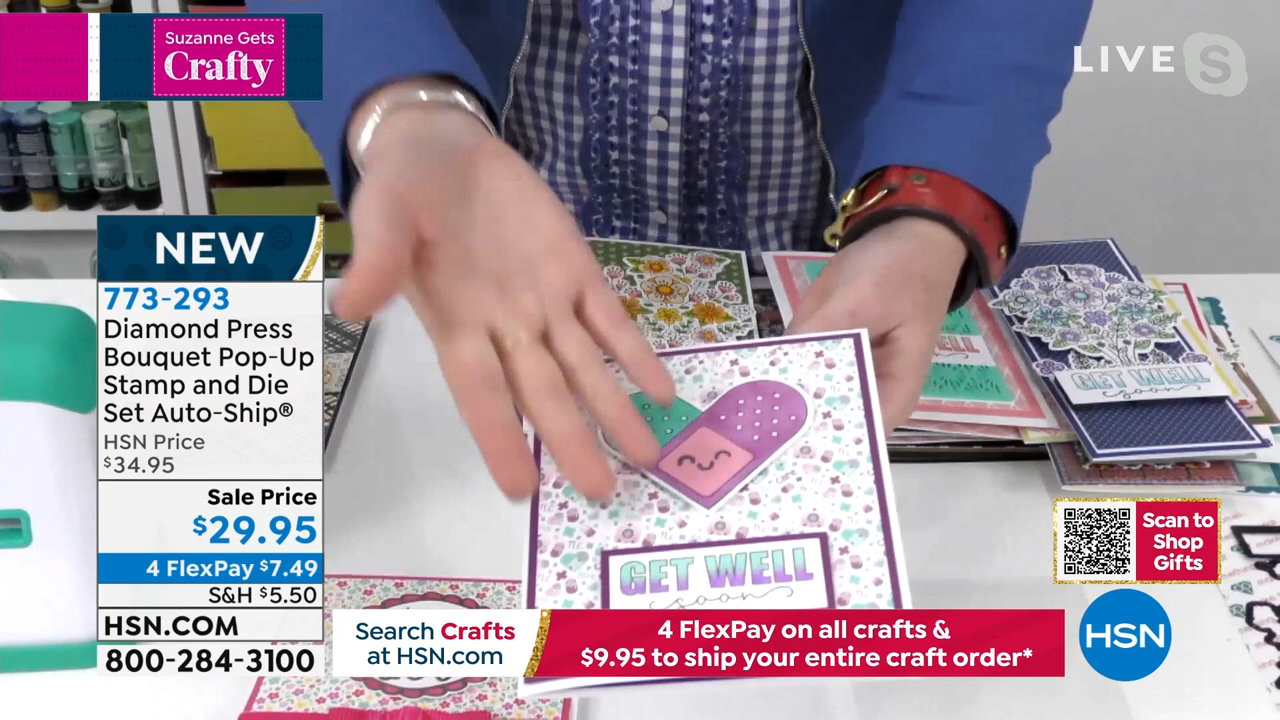 Suzanne Gets
Crafty
LIVE S
NEW
773-293
Diamond Press
Bouquet Pop-Up
Stamp and Die
Set Auto-Ship®
HSN Price
$34.95
Sale Price
$29.95
4 FlexPay $7.49
S&H $5.50
HSN.COM
800-284-3100
GET WELL
soon
GET WELL
soon
Scan to
Shop
Gifts
Search Crafts
at HSN.com
4 FlexPay on all crafts &
$9.95 to ship your entire craft order*
HSN